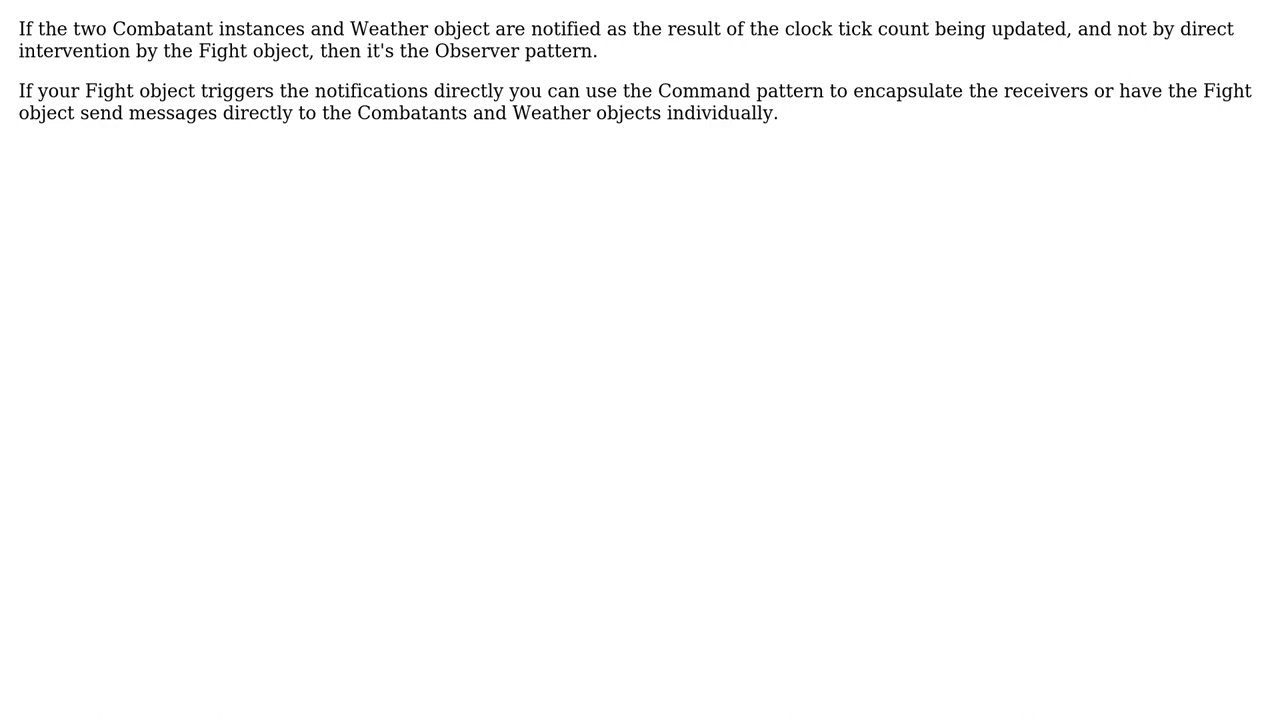 If the two Combatant instances and Weather object are notified as the result of the clock tick count being updated, and not by direct
intervention by the Fight object, then it's the Observer pattern.
If your Fight object triggers the notifications directly you can use the Command pattern to encapsulate the receivers or have the Fight
object send messages directly to the Combatants and Weather objects individually.